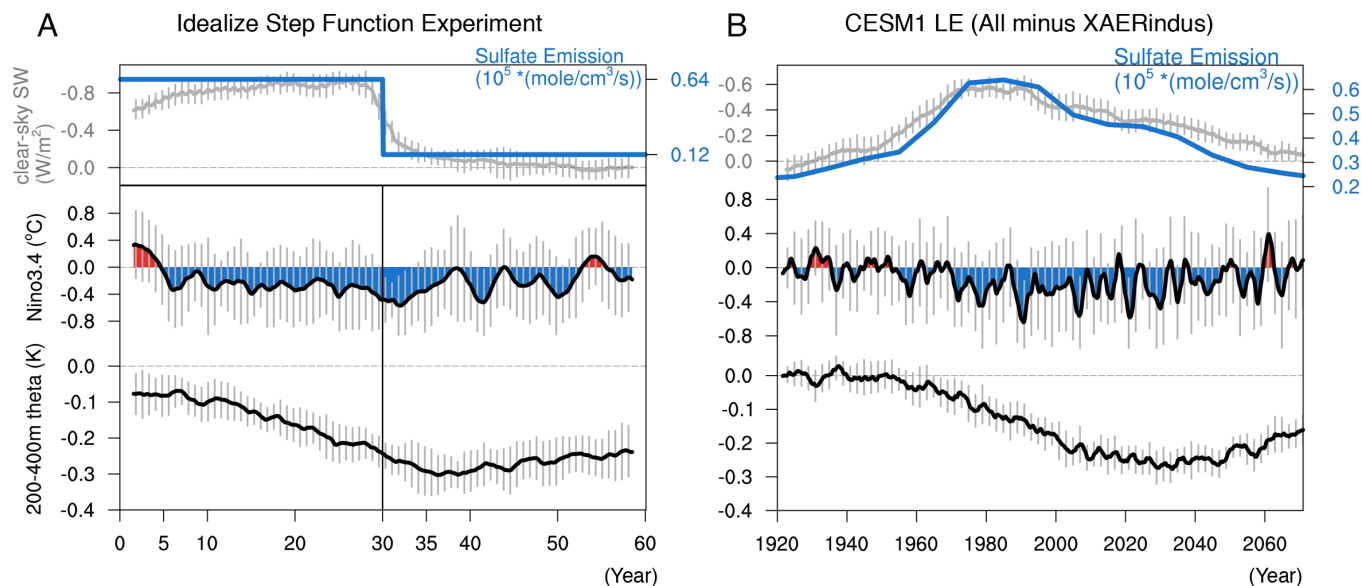 A
Idealize Step Function Experiment
Sulfate Emission
(10⁵ *(mole/cm³/s))
clear-sky SW
(W/m²)
-0.8
-0.4
0.0
0.64
0.12
Nino3.4 (°C)
0.8
0.4
0.0
-0.4
-0.8
200-400m theta (K)
0.0
-0.1
-0.2
-0.3
-0.4
0 5 10 20 30 35 40 45 50 60
(Year)
B
CESM1 LE (All minus XAERindus)
Sulfate Emission
(10⁵ *(mole/cm³/s))
-0.6
-0.4
-0.2
0.0
0.6
0.5
0.4
0.3
0.2
0.4
0.0
-0.4
-0.8
0.0
-0.1
-0.2
-0.3
-0.4
1920 1940 1960 1980 2000 2020 2040 2060
(Year)